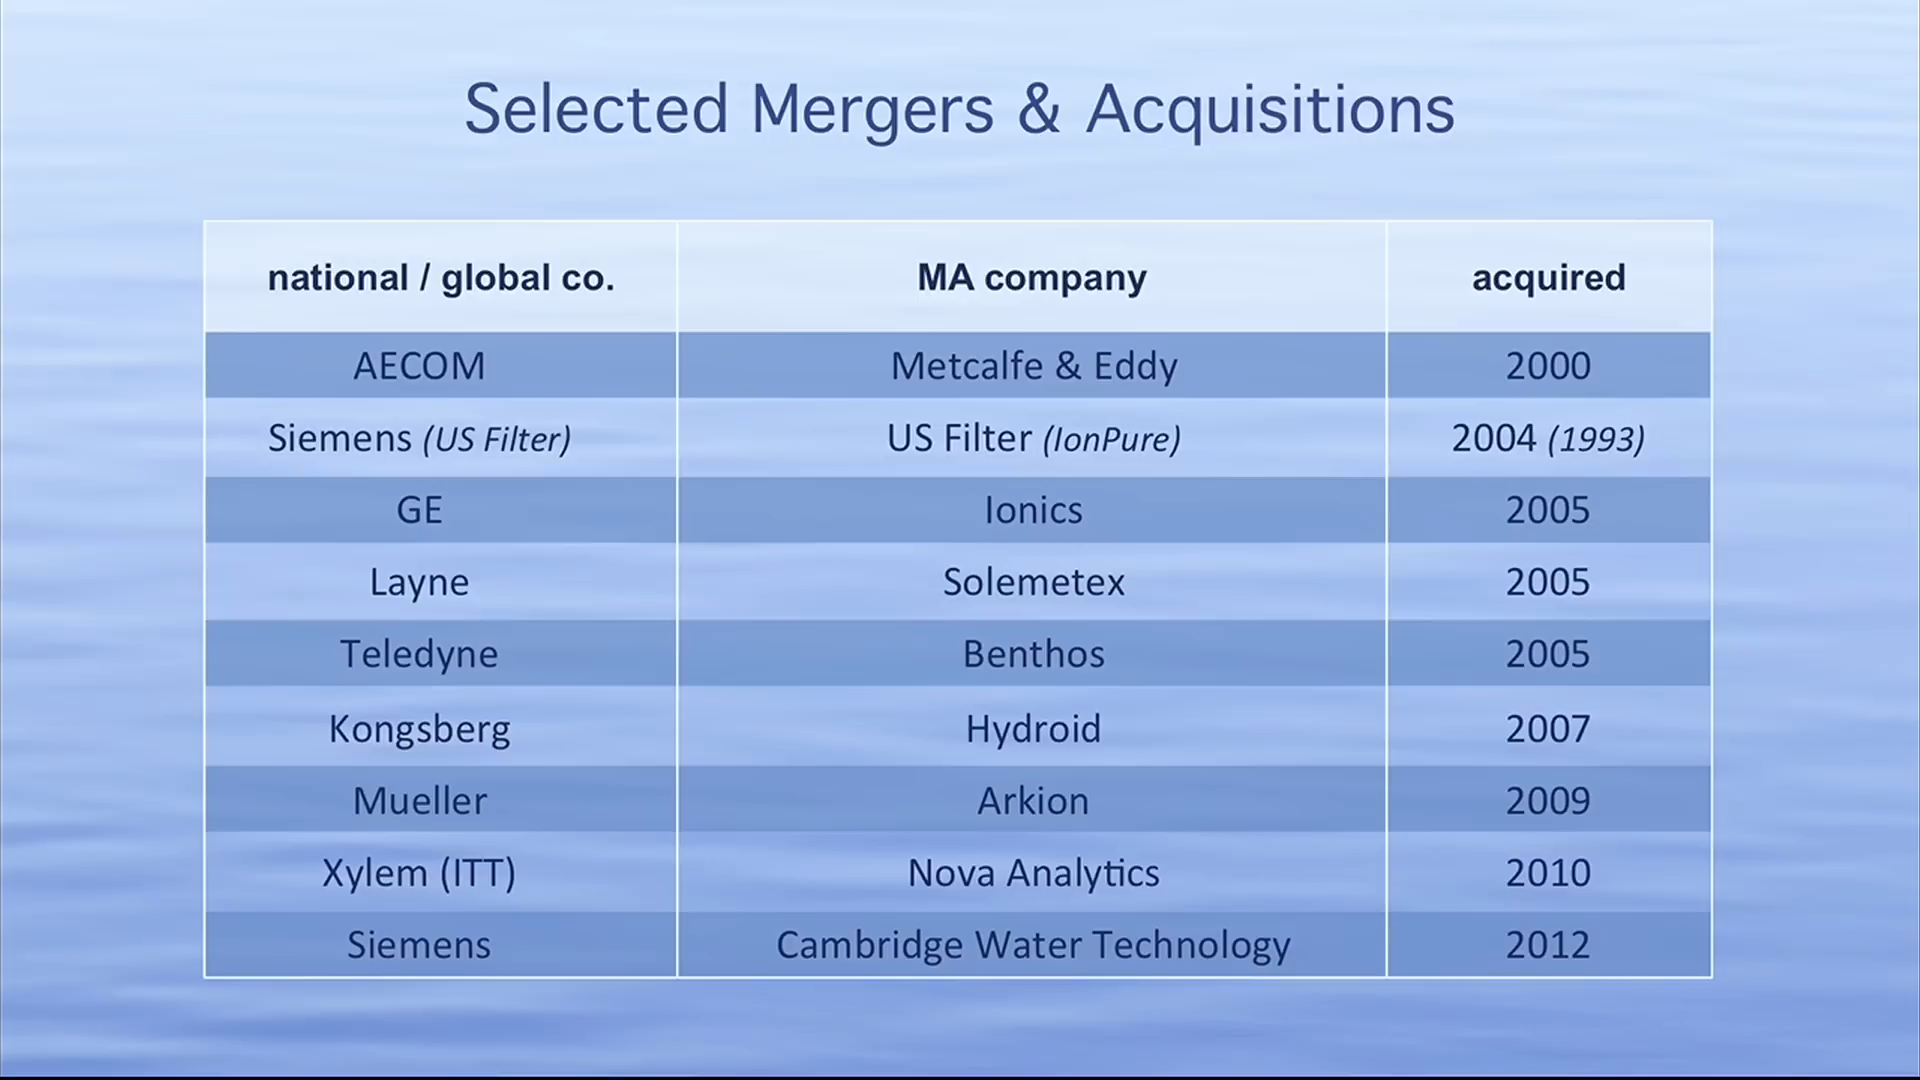 Selected Mergers & Acquisitions
national / global co. MA company acquired
AECOM Metcalfe & Eddy 2000
Siemens (US Filter) US Filter (IonPure) 2004 (1993)
GE Ionics 2005
Layne Solemetex 2005
Teledyne Benthos 2005
Kongsberg Hydroid 2007
Mueller Arkion 2009
Xylem (ITT) Nova Analytics 2010
Siemens Cambridge Water Technology 2012